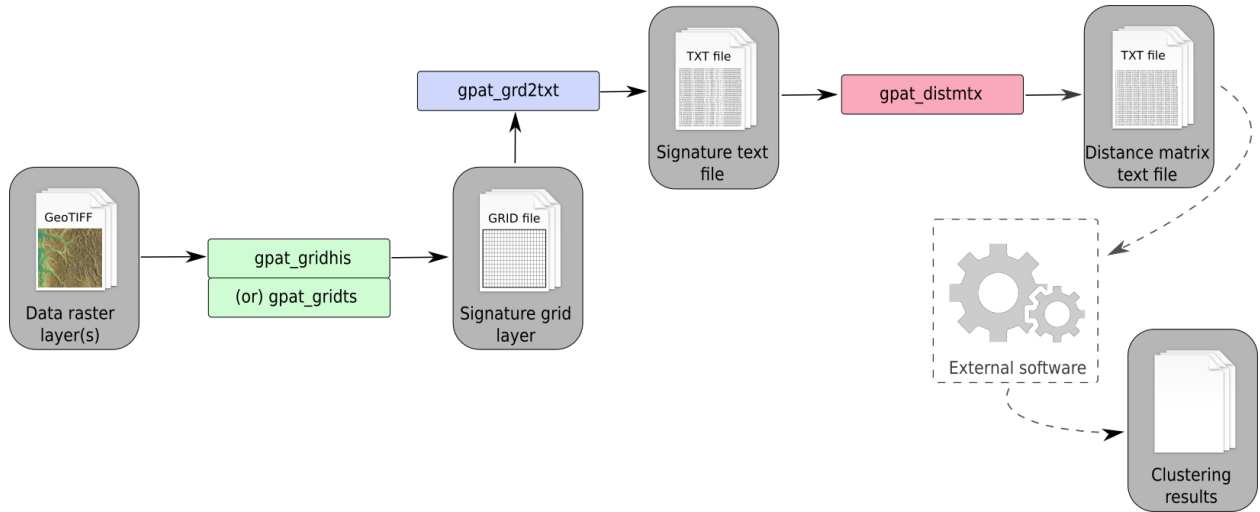 GeoTIFF
Data raster
layer(s)
gpat_gridhis
(or) gpat_gridts
GRID file
Signature grid
layer
gpat_grd2txt
TXT file
Signature text
file
gpat_distmtx
TXT file
Distance matrix
text file
External software
Clustering
results